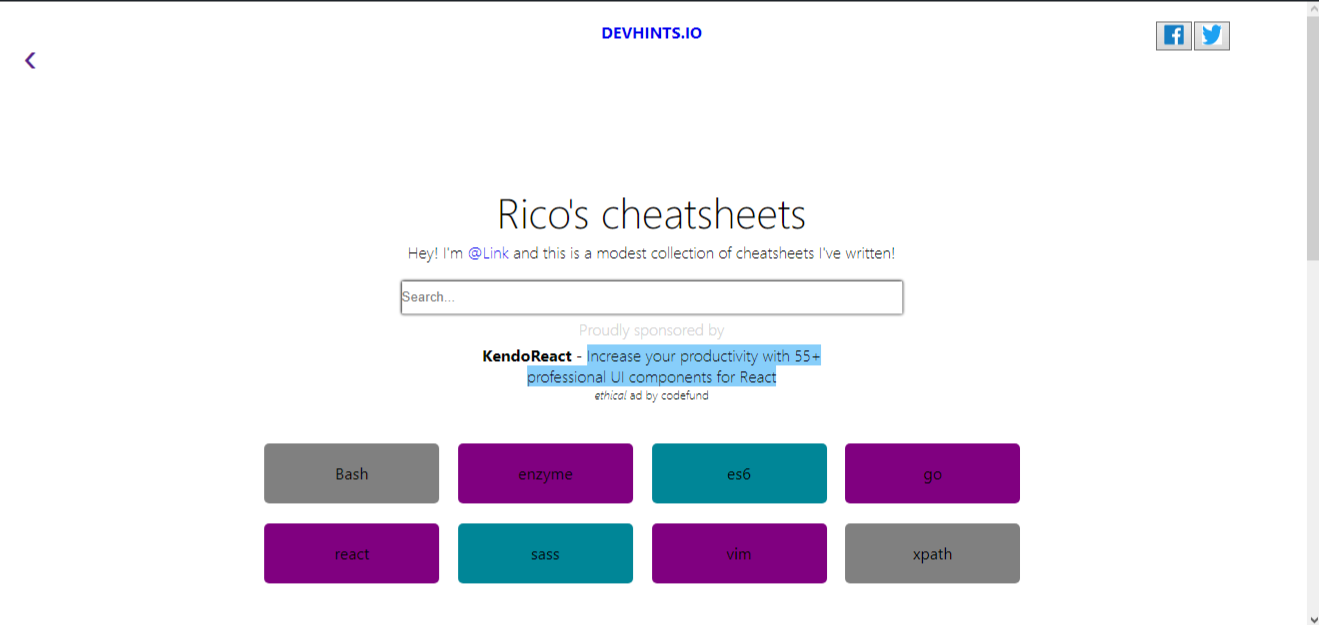 DEVHINTS.IO
Rico's cheatsheets
Hey! I'm @Link and this is a modest collection of cheatsheets I've written!
Search...
Proudly sponsored by
KendoReact - Increase your productivity with 55+
professional UI components for React
ethical ad by codefund
Bash
enzyme
es6
go
react
sass
vim
xpath